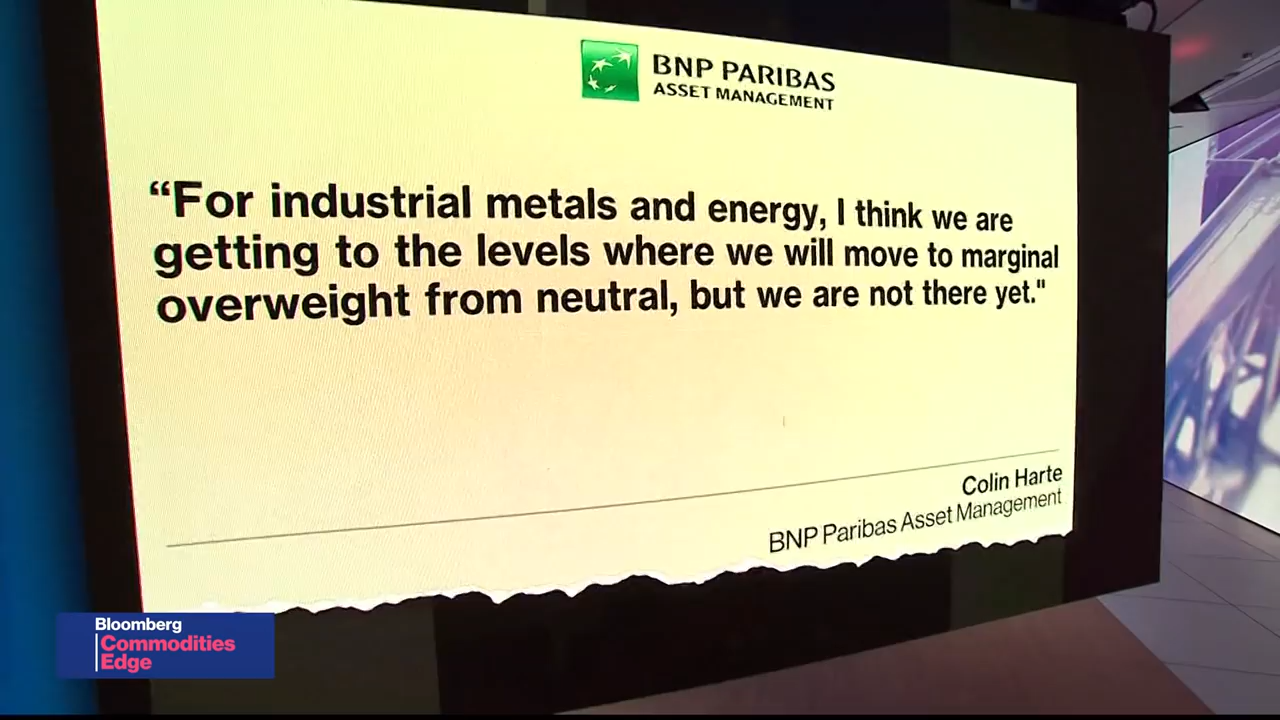 BNP PARIBAS
ASSET MANAGEMENT
“For industrial metals and energy, I think we are
getting to the levels where we will move to marginal
overweight from neutral, but we are not there yet."
Colin Harte
BNP Paribas Asset Management
Bloomberg
Commodities
Edge